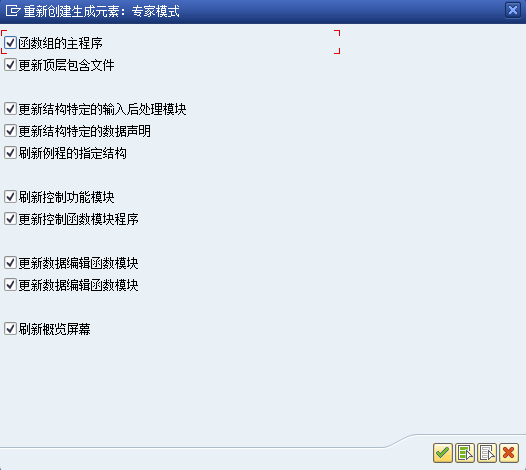 重新创建生成元素：专家模式
函数组的主程序
更新顶层包含文件
更新结构特定的输入后处理模块
更新结构特定的数据声明
刷新例程的指定结构
刷新控制功能模块
更新控制函数模块程序
更新数据编辑函数模块
更新数据编辑函数模块
刷新概览屏幕